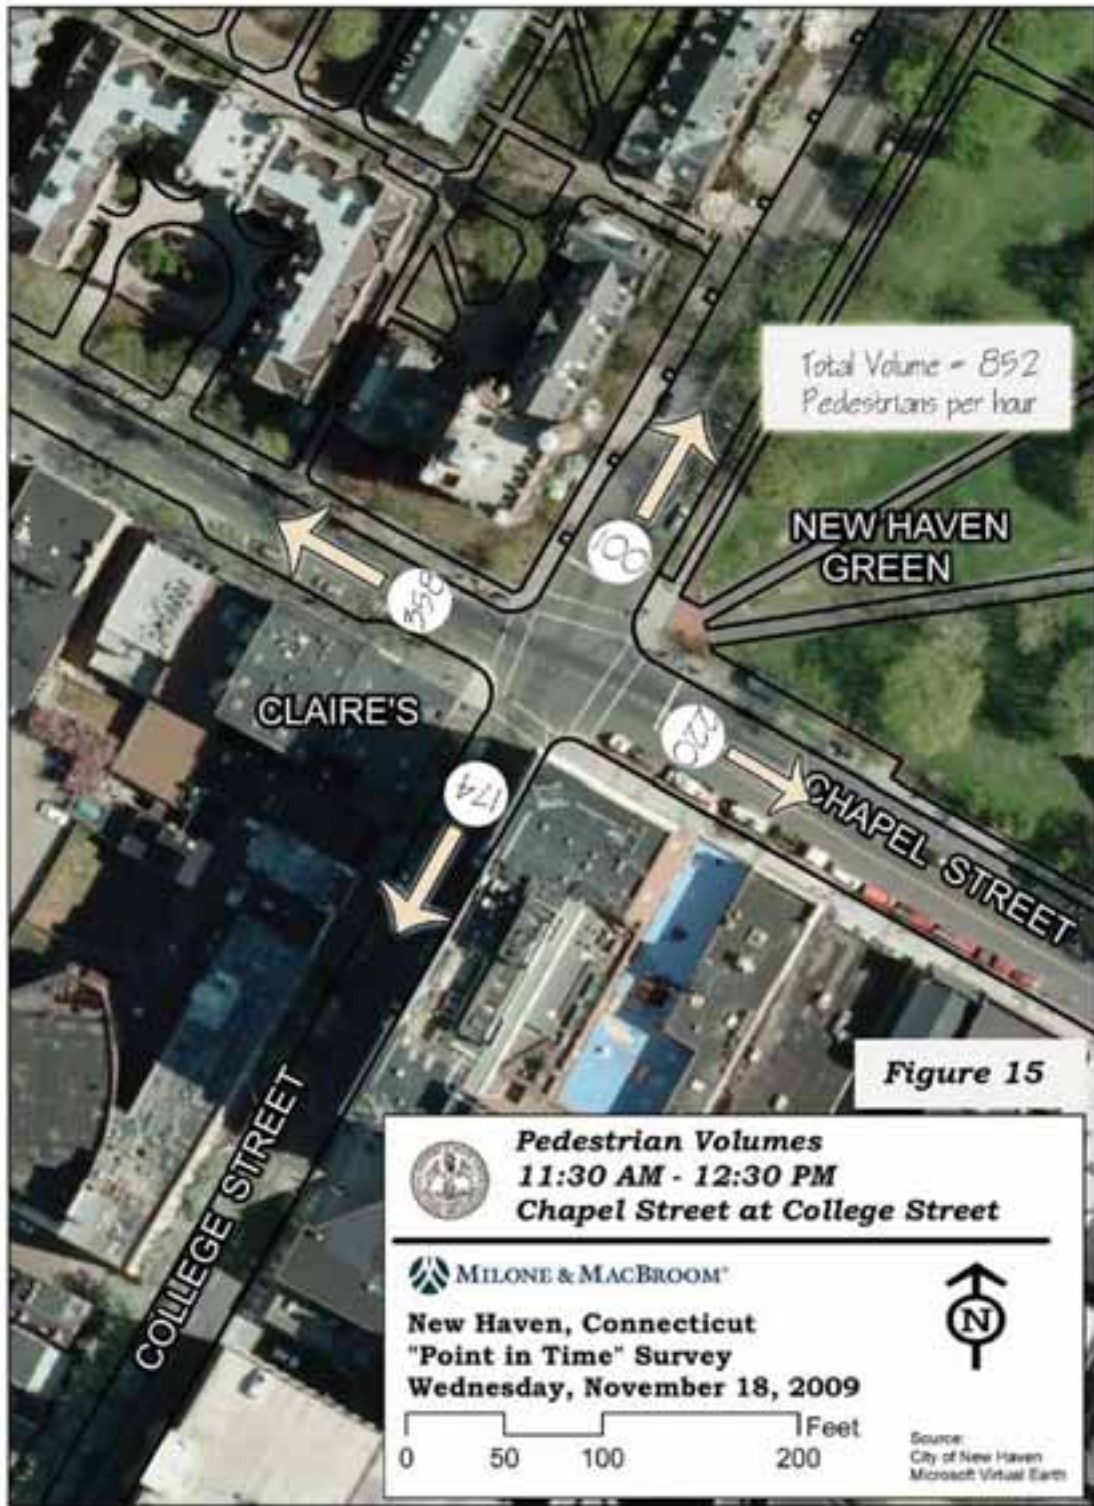 Total Volume = 852
Pedestrians per hour
NEW HAVEN
GREEN
100
358
CLAIRE'S
220
174
CHAPEL STREET
COLLEGE STREET
Figure 15
Pedestrian Volumes
11:30 AM - 12:30 PM
Chapel Street at College Street
MILONE & MACBROOM®
New Haven, Connecticut
"Point in Time" Survey
Wednesday, November 18, 2009
Feet
0 50 100 200
N
Source:
City of New Haven
Microsoft Virtual Earth